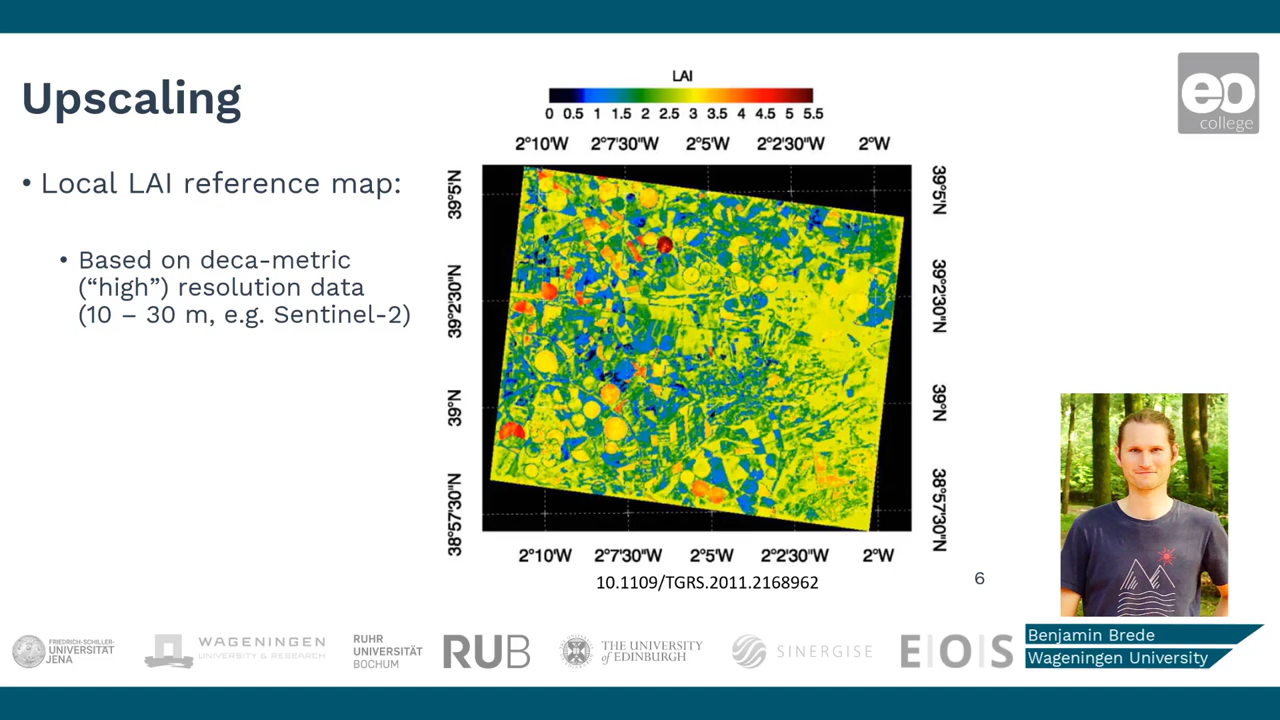 Upscaling
• Local LAI reference map:
• Based on deca-metric
(“high”) resolution data
(10 – 30 m, e.g. Sentinel-2)
LAI
0 0.5 1 1.5 2 2.5 3 3.5 4 4.5 5 5.5
2°10'W 2°7'30"W 2°5'W 2°2'30"W 2°W
39°5'N
39°2'30"N
39°N
38°57'30"N
39°5'N
39°2'30"N
39°N
38°57'30"N
2°10'W 2°7'30"W 2°5'W 2°2'30"W 2°W
10.1109/TGRS.2011.2168962
6
eo
college
Benjamin Brede
Wageningen University
FRIEDRICH-SCHILLER-
UNIVERSITÄT
JENA
WAGENINGEN
UNIVERSITY & RESEARCH
RUHR
UNIVERSITÄT
BOCHUM
RUB
THE UNIVERSITY
of EDINBURGH
SINERGISE
E|O|S